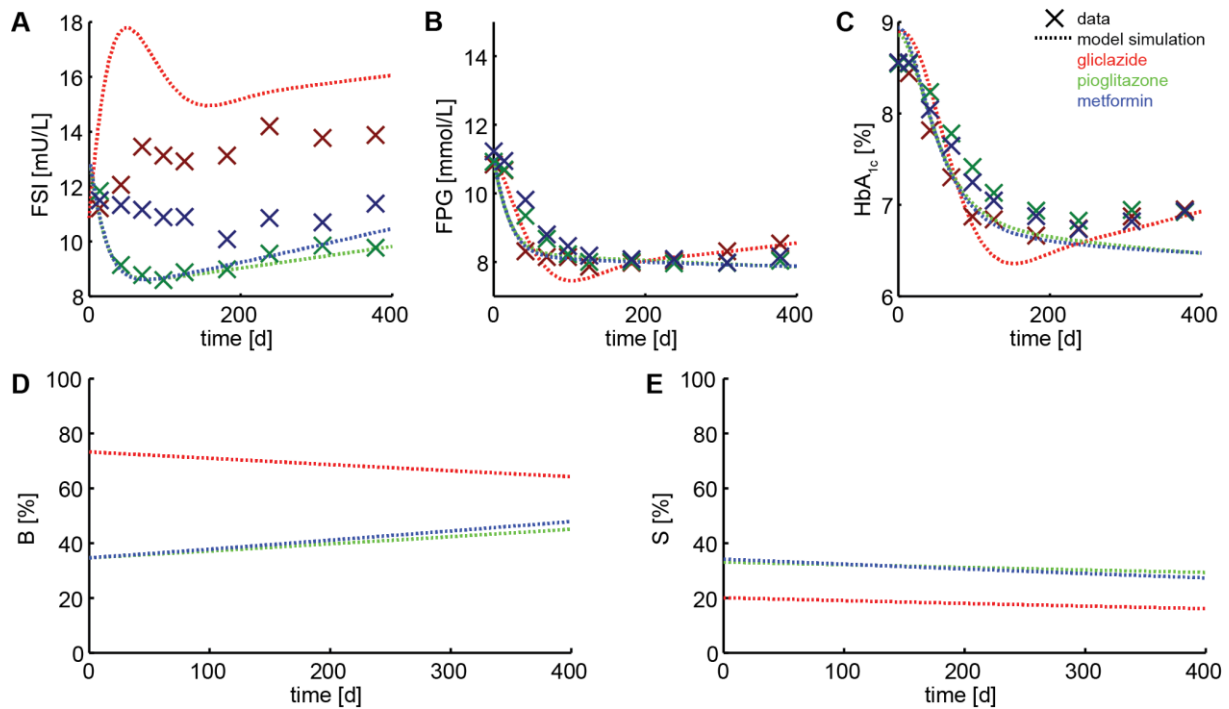 A
FSI [mU/L]
18
16
14
12
10
8
0
200
400
time [d]
B
FPG [mmol/L]
14
12
10
8
6
0
200
400
time [d]
C
HbA1c [%]
9
8
7
6
0
200
400
time [d]
data
model simulation
gliclazide
pioglitazone
metformin
D
B [%]
100
80
60
40
20
0
0
100
200
300
400
time [d]
E
S [%]
100
80
60
40
20
0
0
100
200
300
400
time [d]